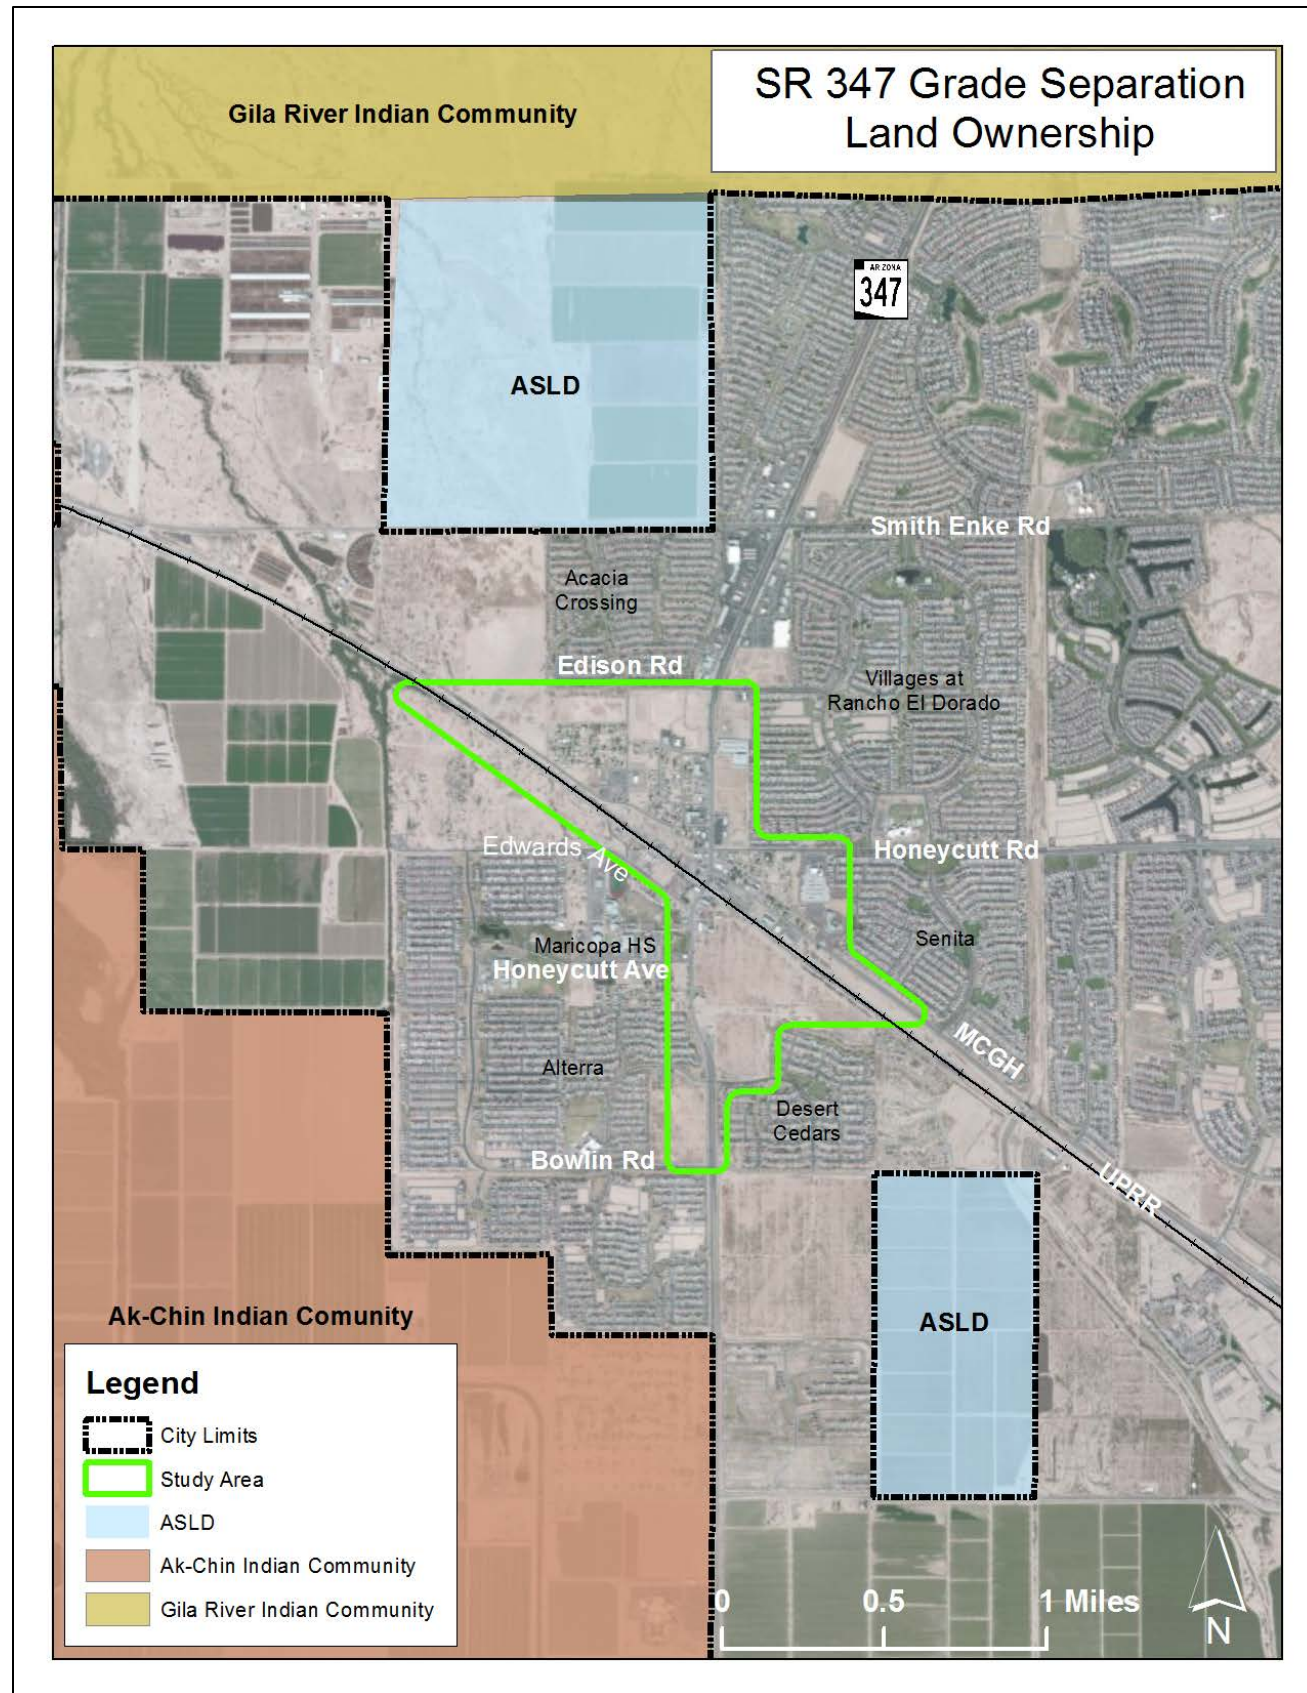 SR 347 Grade Separation
Land Ownership
Gila River Indian Community
ARIZONA
347
ASLD
Smith Enke Rd
Acacia
Crossing
Edison Rd
Villages at
Rancho El Dorado
Edwards Ave
Honeycutt Rd
Maricopa HS
Senita
Honeycutt Ave
MCGH
Alterra
Desert
Cedars
Bowlin Rd
UPRR
Ak-Chin Indian Comunity
ASLD
Legend
City Limits
Study Area
ASLD
Ak-Chin Indian Community
Gila River Indian Community
0 0.5 1 Miles
N